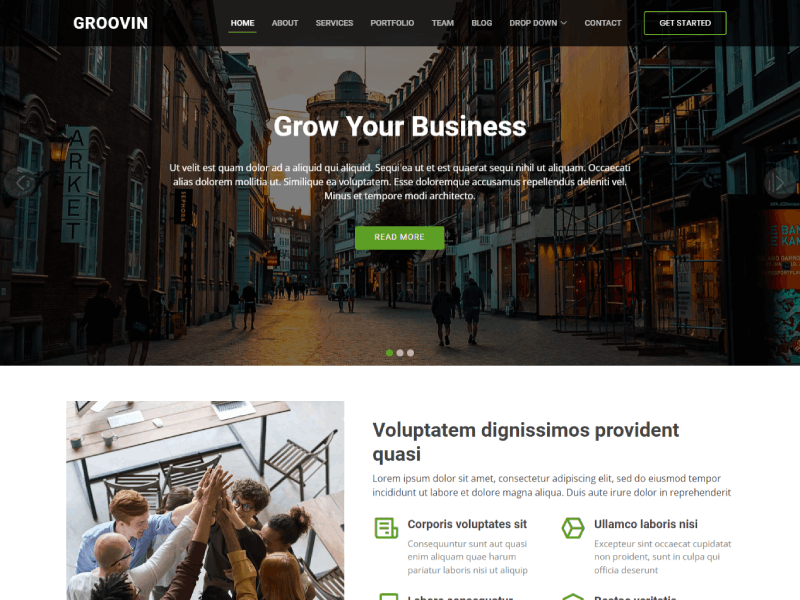 GROOVIN
HOME ABOUT SERVICES PORTFOLIO TEAM BLOG DROP DOWN CONTACT GET STARTED
Grow Your Business
Ut velit est quam dolor ad a aliquid qui aliquid. Sequi ea ut et est quaerat sequi nihil ut aliquam. Occaecati
alias dolorem mollitia ut. Similique ea voluptatem. Esse doloremque accusamus repellendus deleniti vel.
Minus et tempore modi architecto.
READ MORE
ARKET
Voluptatem dignissimos provident
quasi
Lorem ipsum dolor sit amet, consectetur adipiscing elit, sed do eiusmod tempor
incididunt ut labore et dolore magna aliqua. Duis aute irure dolor in reprehenderit
Corporis voluptates sit
Consequuntur sunt aut quasi
enim aliquam quae harum
pariatur laboris nisi ut aliquip
Ullamco laboris nisi
Excepteur sint occaecat cupidatat
non proident, sunt in culpa qui
officia deserunt